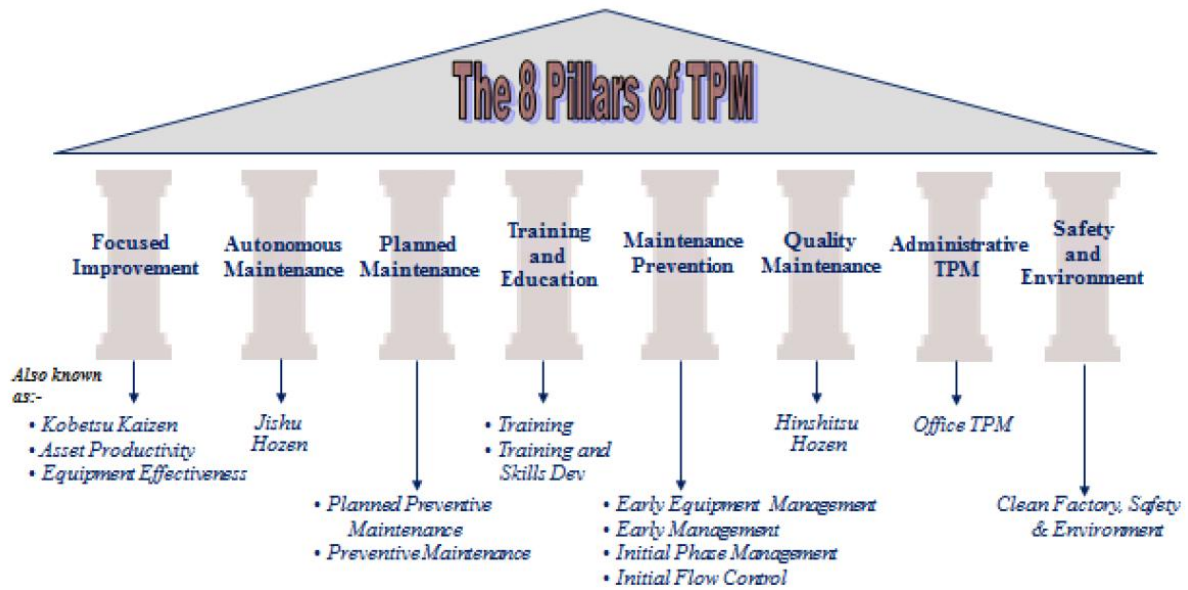 The 8 Pillars of TPM
Focused
Improvement
Autonomous
Maintenance
Planned
Maintenance
Training
and
Education
Maintenance
Prevention
Quality
Maintenance
Administrative
TPM
Safety
and
Environment
Also known
as:-
• Kobetsu Kaizen
• Asset Productivity
• Equipment Effectiveness
Jishu
Hozen
• Planned Preventive
Maintenance
• Preventive Maintenance
• Training
• Training and
Skills Dev
• Early Equipment Management
• Early Management
• Initial Phase Management
• Initial Flow Control
Hinshitsu
Hozen
Office TPM
Clean Factory, Safety
& Environment